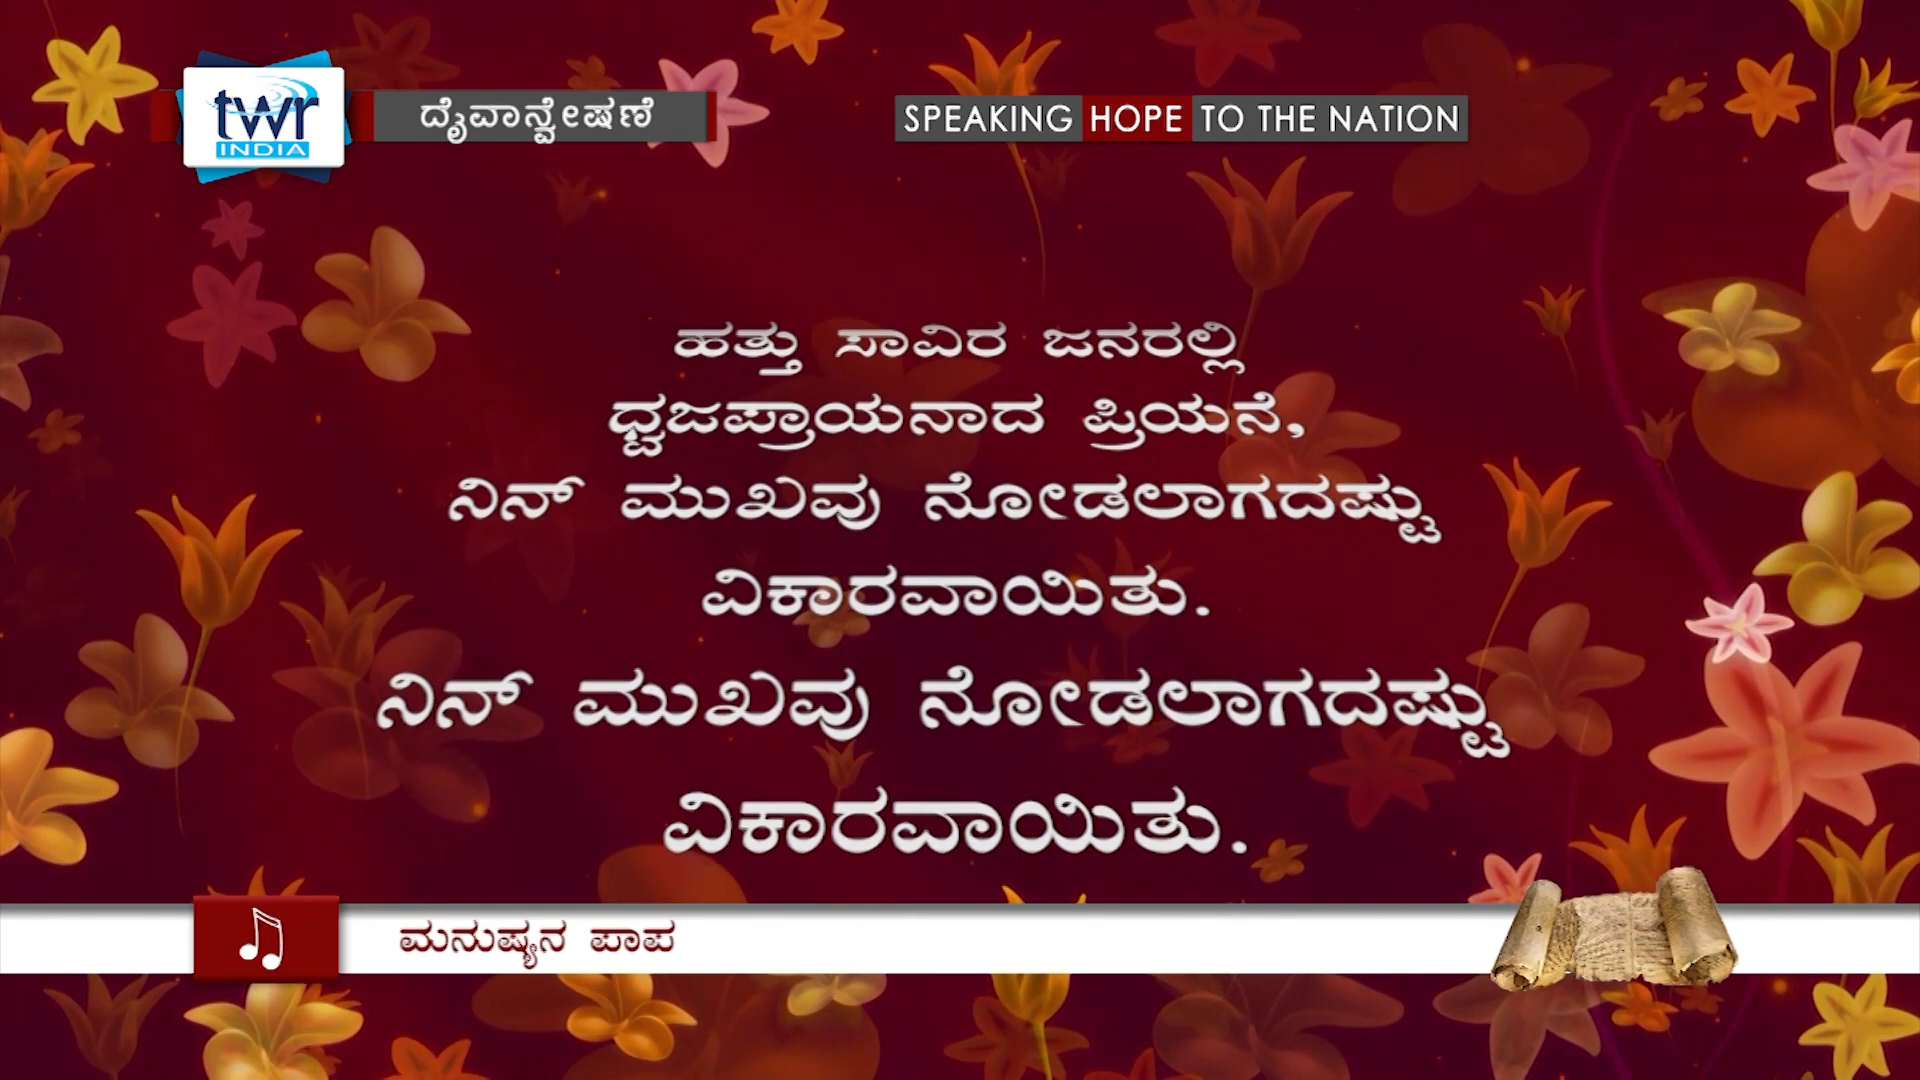 twr
INDIA
ದೈವಾನ್ವೇಷಣೆ
SPEAKING HOPE TO THE NATION
ಹತ್ತು ಸಾವಿರ ಜನರಲ್ಲಿ
ಧ್ವಜಪ್ರಾಯನಾದ ಪ್ರಿಯನೆ,
ನಿನ್ ಮುಖವು ನೋಡಲಾಗದಷ್ಟು
ವಿಕಾರವಾಯಿತು.
ನಿನ್ ಮುಖವು ನೋಡಲಾಗದಷ್ಟು
ವಿಕಾರವಾಯಿತು.
ಮನುಷ್ಯನ ಪಾಪ